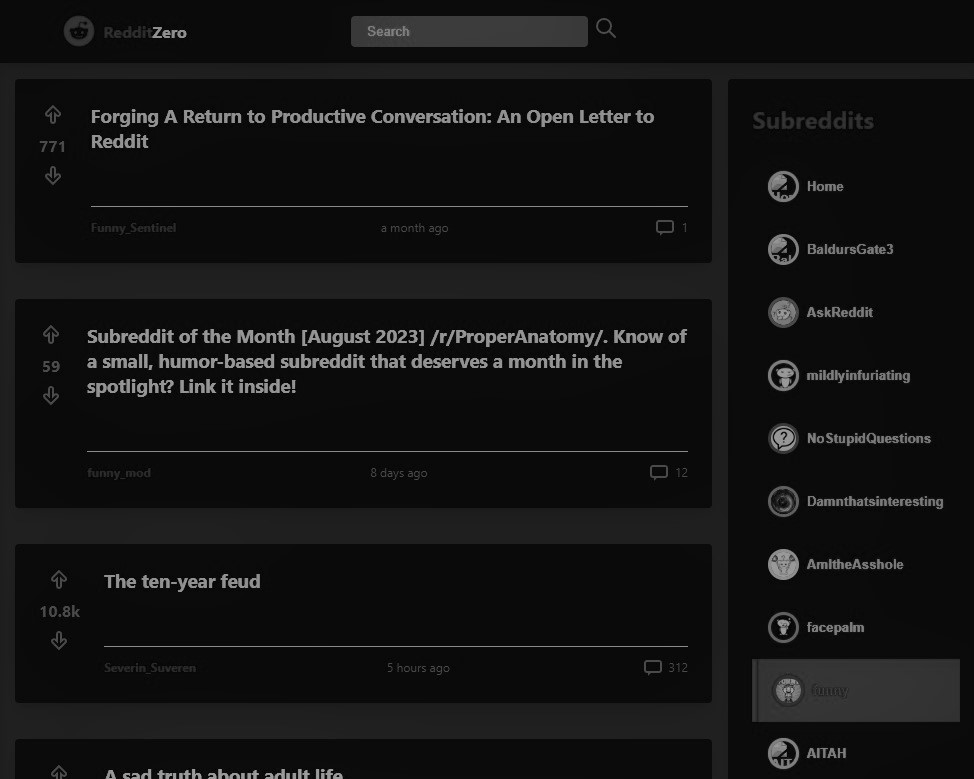 RedditZero
Search
771
Forging A Return to Productive Conversation: An Open Letter to
Reddit
Funny_Sentinel
a month ago
1
59
Subreddit of the Month [August 2023] /r/ProperAnatomy/. Know of
a small, humor-based subreddit that deserves a month in the
spotlight? Link it inside!
funny_mod
8 days ago
12
10.8k
The ten-year feud
Severin_Suveren
5 hours ago
312
A sad truth about adult life
Subreddits
Home
BaldursGate3
AskReddit
mildlyinfuriating
NoStupidQuestions
Damnthatsinteresting
AmItheAsshole
facepalm
funny
AITAH